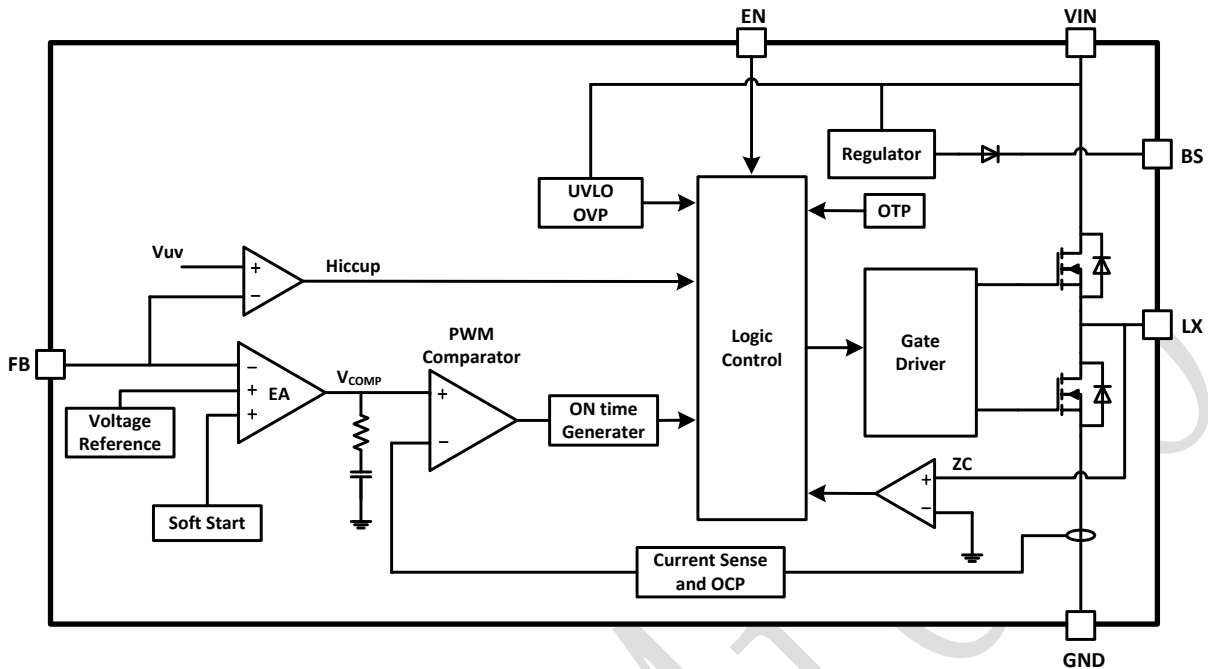 EN
VIN
Regulator
BS
UVLO
OVP
OTP
Vuv
+
−
Hiccup
PWM
Comparator
Logic
Control
Gate
Driver
LX
FB
−
+
+
EA
VCOMP
+
−
ON time
Generater
Voltage
Reference
Soft Start
ZC
+
−
Current Sense
and OCP
GND